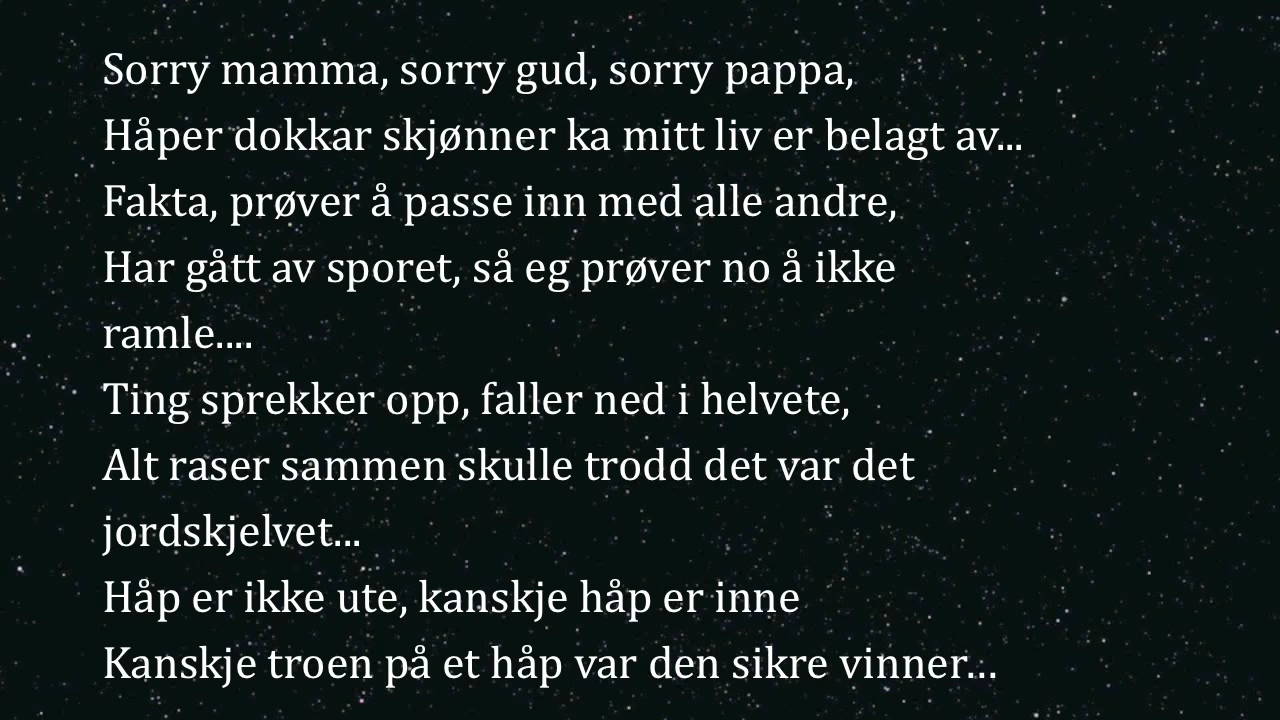 Sorry mamma, sorry gud, sorry pappa,
Håper dokkar skjønner ka mitt liv er belagt av...
Fakta, prøver å passe inn med alle andre,
Har gått av sporet, så eg prøver no å ikke
ramle....
Ting sprekker opp, faller ned i helvete,
Alt raser sammen skulle trodd det var det
jordskjelvet...
Håp er ikke ute, kanskje håp er inne
Kanskje troen på et håp var den sikre vinner...